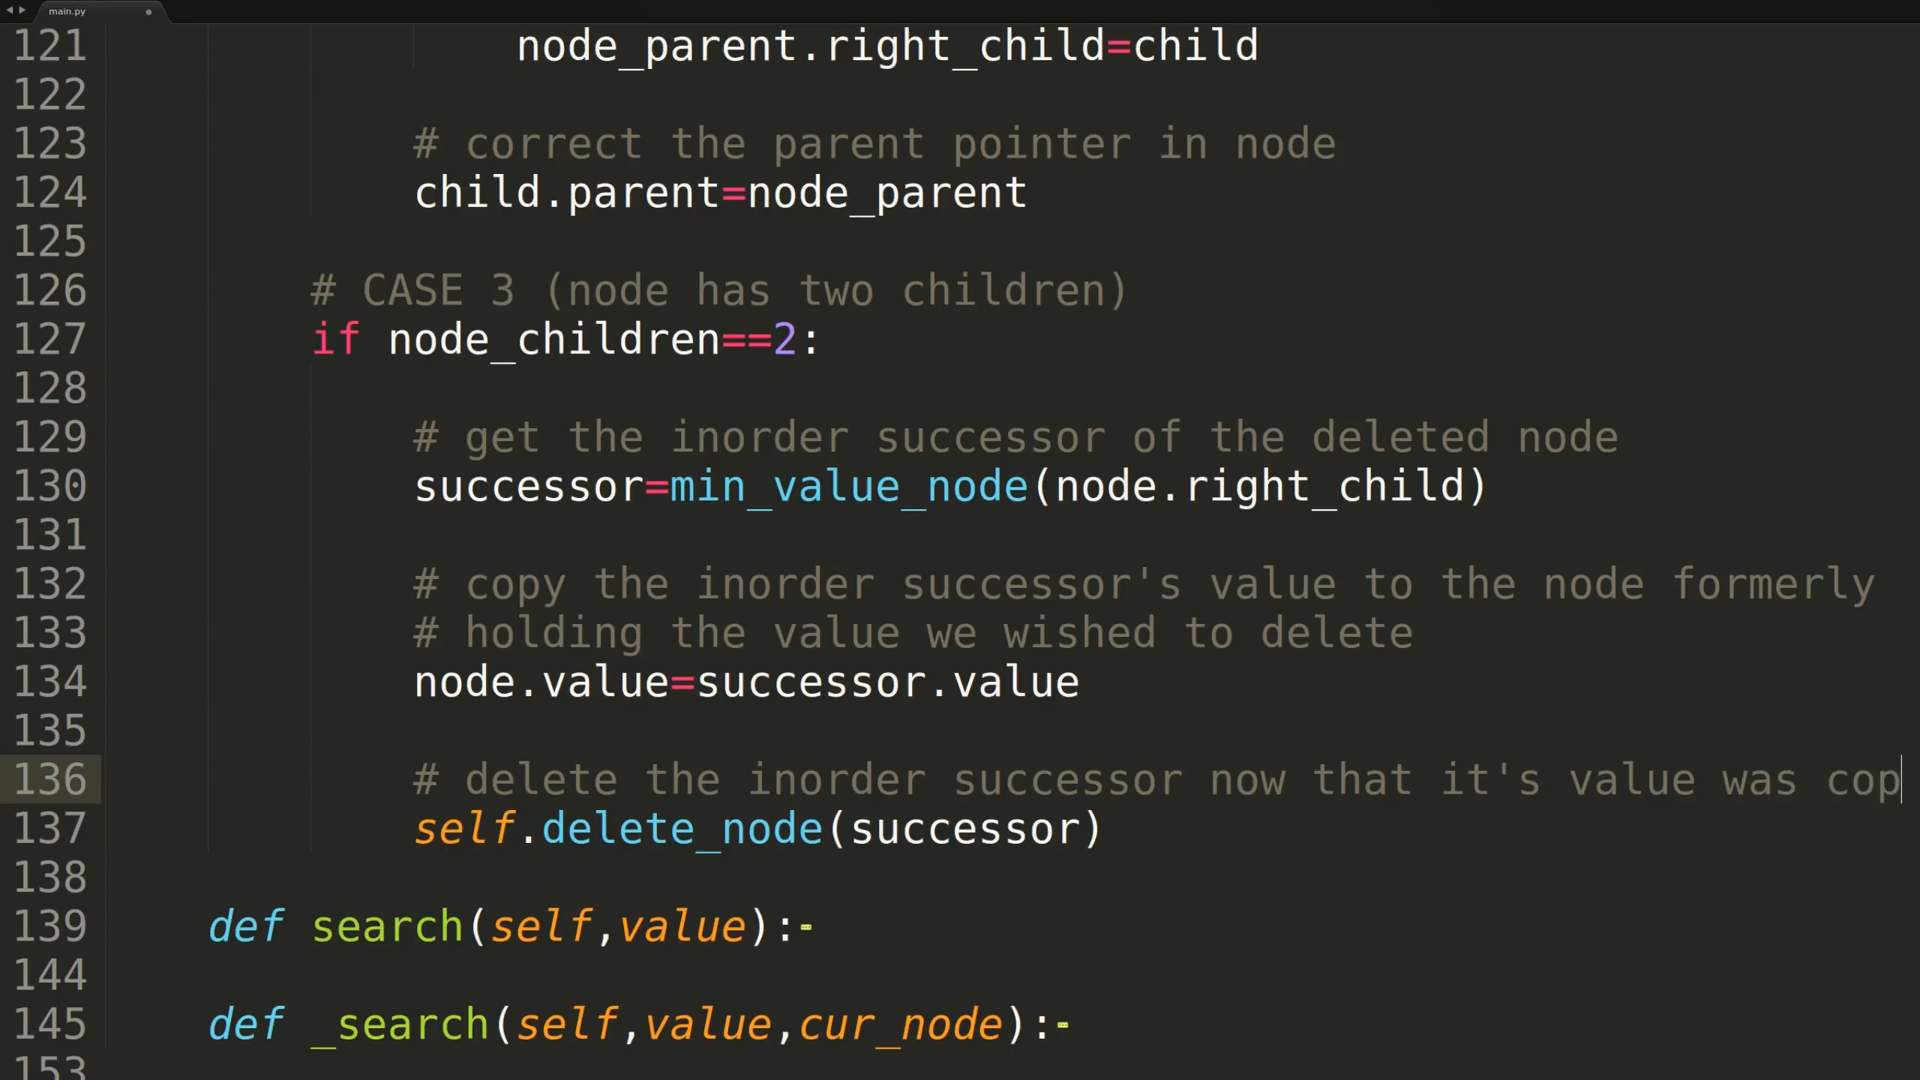 main.py
121 node_parent.right_child=child
122
123 # correct the parent pointer in node
124 child.parent=node_parent
125
126 # CASE 3 (node has two children)
127 if node_children==2:
128
129 # get the inorder successor of the deleted node
130 successor=min_value_node(node.right_child)
131
132 # copy the inorder successor's value to the node formerly
133 # holding the value we wished to delete
134 node.value=successor.value
135
136 # delete the inorder successor now that it's value was cop
137 self.delete_node(successor)
138
139 def search(self,value):
144
145 def _search(self,value,cur_node):
153